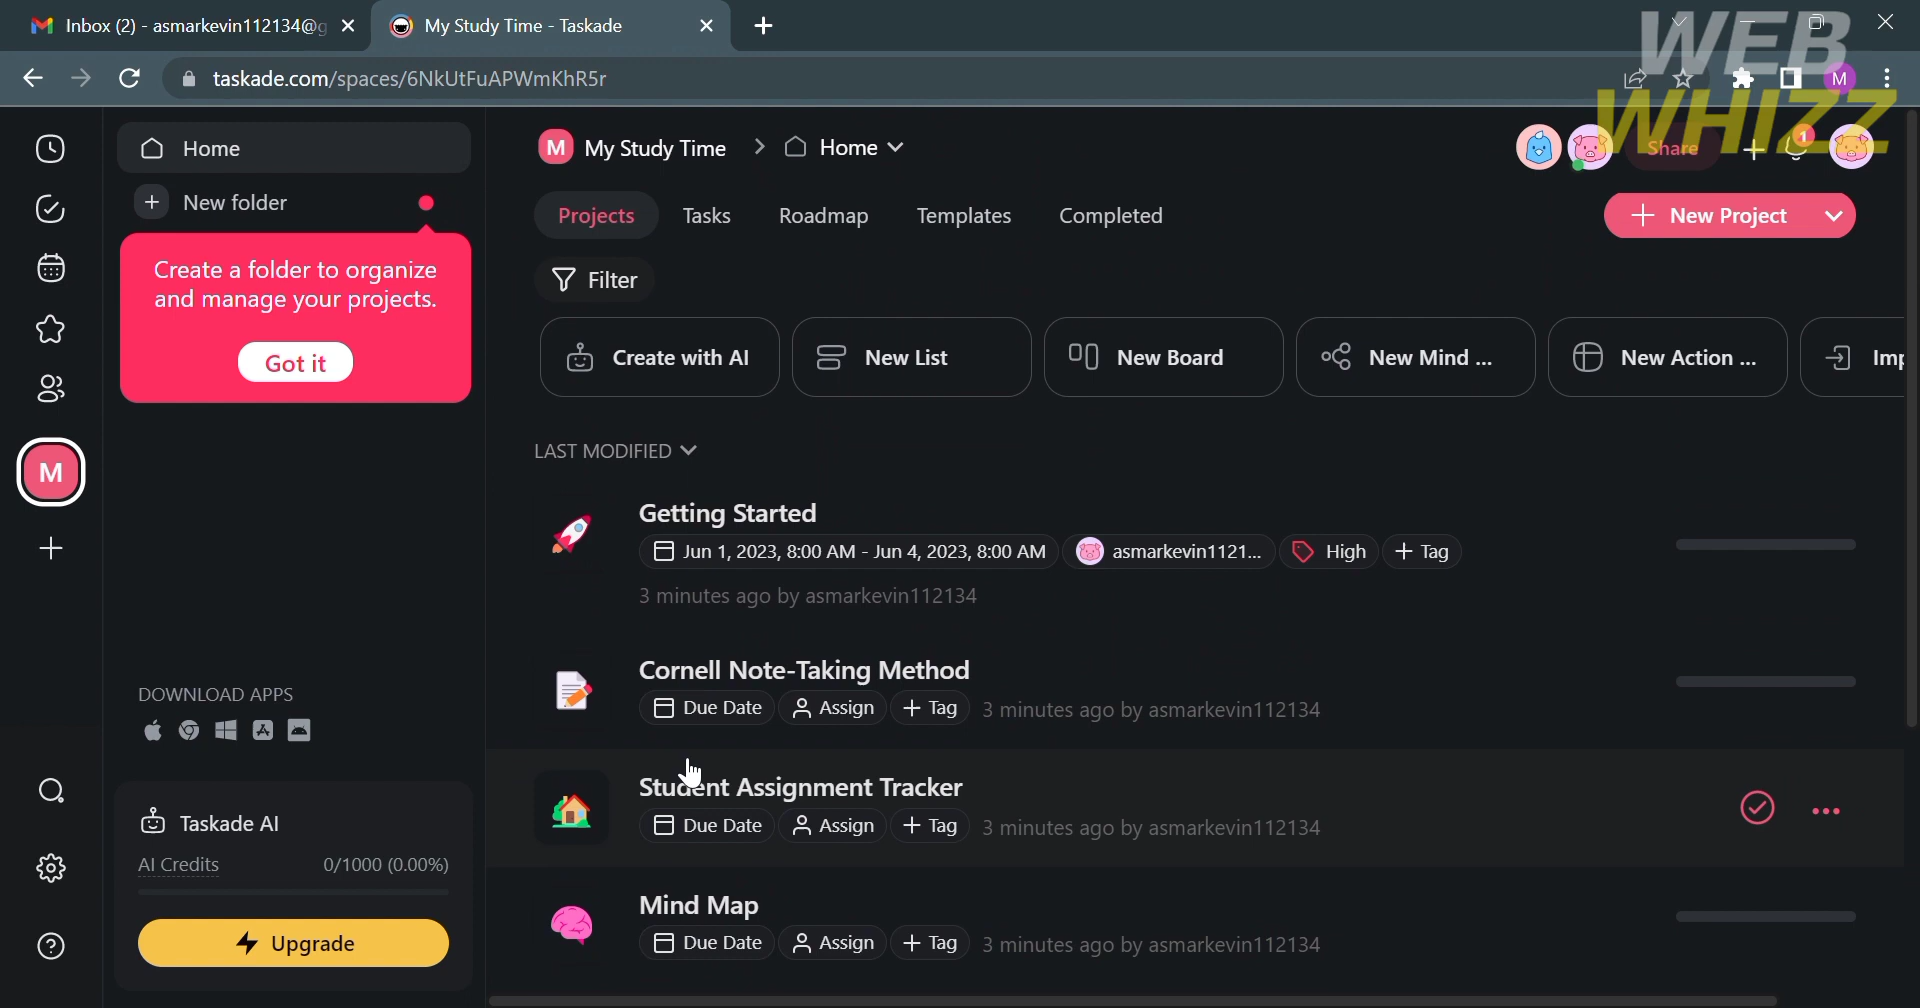 Inbox (2) - asmarkevin112134@g
My Study Time - Taskade
taskade.com/spaces/6NkUtFuAPWmKhR5r
M
WEB
WHIZZ
Home
New folder
Create a folder to organize
and manage your projects.
Got it
M
DOWNLOAD APPS
Taskade AI
AI Credits 0/1000 (0.00%)
Upgrade
M My Study Time > Home
Share
1
Projects Tasks Roadmap Templates Completed
New Project
Filter
Create with AI
New List
New Board
New Mind ...
New Action ...
Imp
LAST MODIFIED
Getting Started
Jun 1, 2023, 8:00 AM - Jun 4, 2023, 8:00 AM asmarkevin1121... High + Tag
3 minutes ago by asmarkevin112134
Cornell Note-Taking Method
Due Date Assign + Tag 3 minutes ago by asmarkevin112134
Student Assignment Tracker
Due Date Assign + Tag 3 minutes ago by asmarkevin112134
Mind Map
Due Date Assign + Tag 3 minutes ago by asmarkevin112134